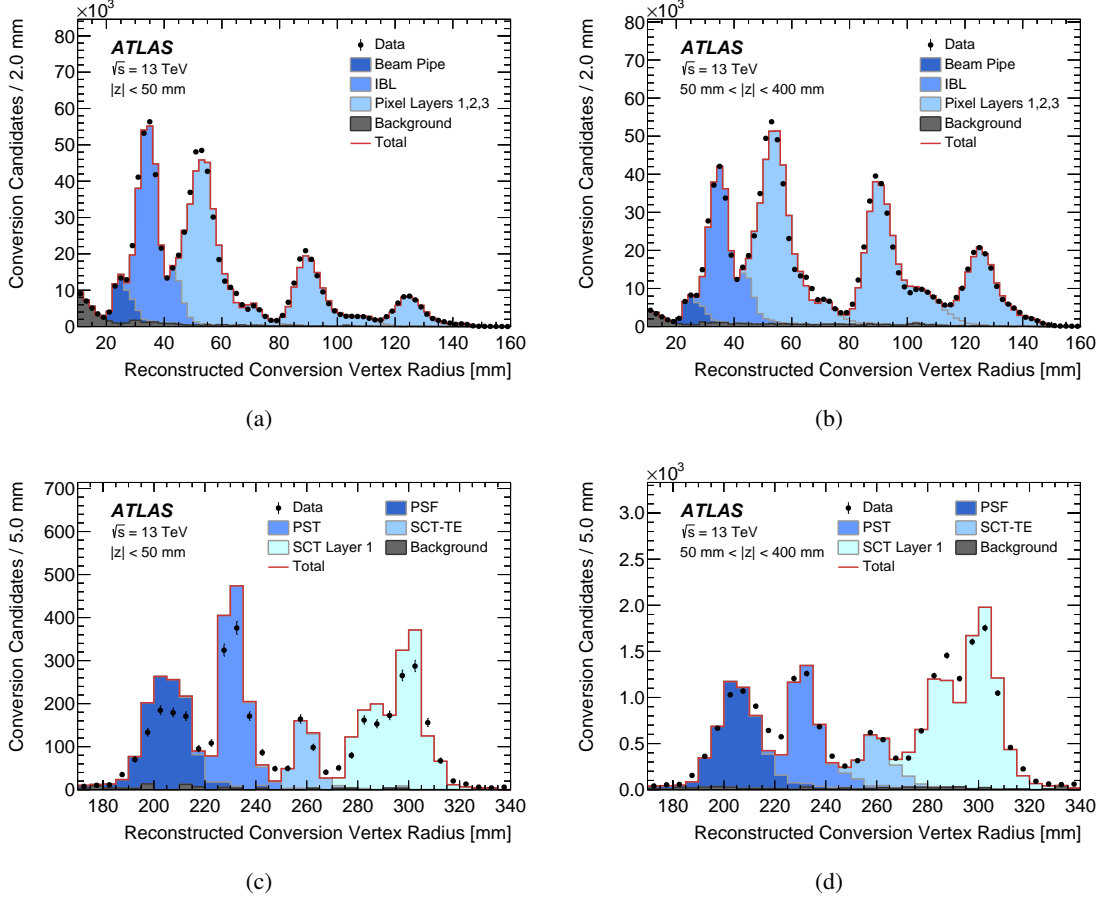 ×10³
Conversion Candidates / 2.0 mm
80
70
60
50
40
30
20
10
0
ATLAS
√s = 13 TeV
|z| < 50 mm
Data
Beam Pipe
IBL
Pixel Layers 1,2,3
Background
Total
20 40 60 80 100 120 140 160
Reconstructed Conversion Vertex Radius [mm]
(a)
×10³
Conversion Candidates / 2.0 mm
80
70
60
50
40
30
20
10
0
ATLAS
√s = 13 TeV
50 mm < |z| < 400 mm
Data
Beam Pipe
IBL
Pixel Layers 1,2,3
Background
Total
20 40 60 80 100 120 140 160
Reconstructed Conversion Vertex Radius [mm]
(b)
Conversion Candidates / 5.0 mm
700
600
500
400
300
200
100
0
ATLAS
√s = 13 TeV
|z| < 50 mm
Data PSF
PST SCT-TE
SCT Layer 1 Background
Total
180 200 220 240 260 280 300 320 340
Reconstructed Conversion Vertex Radius [mm]
(c)
×10³
Conversion Candidates / 5.0 mm
3.0
2.5
2.0
1.5
1.0
0.5
0.0
ATLAS
√s = 13 TeV
50 mm < |z| < 400 mm
Data PSF
PST SCT-TE
SCT Layer 1 Background
Total
180 200 220 240 260 280 300 320 340
Reconstructed Conversion Vertex Radius [mm]
(d)